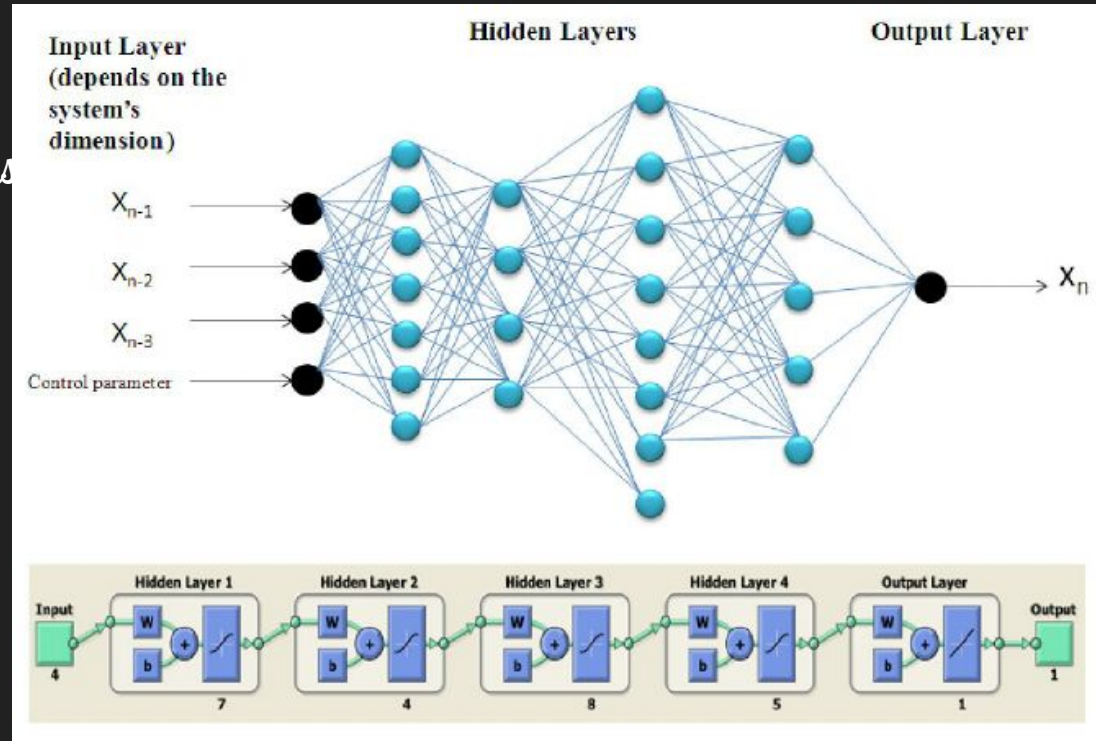 Input Layer
(depends on the
system's
dimension)
Hidden Layers
Output Layer
s
Xn-1
Xn-2
Xn-3
Control parameter
Xn
Input
4
Hidden Layer 1
W
b
+
7
Hidden Layer 2
W
b
+
4
Hidden Layer 3
W
b
+
8
Hidden Layer 4
W
b
+
5
Output Layer
W
b
+
1
Output
1